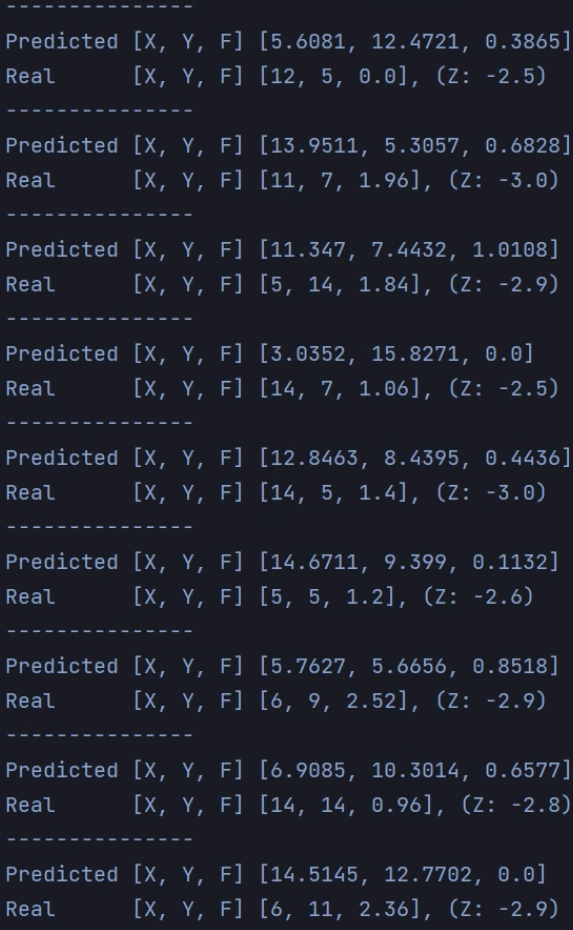 ---------------
Predicted [X, Y, F] [5.6081, 12.4721, 0.3865]
Real      [X, Y, F] [12, 5, 0.0], (Z: -2.5)
---------------
Predicted [X, Y, F] [13.9511, 5.3057, 0.6828]
Real      [X, Y, F] [11, 7, 1.96], (Z: -3.0)
---------------
Predicted [X, Y, F] [11.347, 7.4432, 1.0108]
Real      [X, Y, F] [5, 14, 1.84], (Z: -2.9)
---------------
Predicted [X, Y, F] [3.0352, 15.8271, 0.0]
Real      [X, Y, F] [14, 7, 1.06], (Z: -2.5)
---------------
Predicted [X, Y, F] [12.8463, 8.4395, 0.4436]
Real      [X, Y, F] [14, 5, 1.4], (Z: -3.0)
---------------
Predicted [X, Y, F] [14.6711, 9.399, 0.1132]
Real      [X, Y, F] [5, 5, 1.2], (Z: -2.6)
---------------
Predicted [X, Y, F] [5.7627, 5.6656, 0.8518]
Real      [X, Y, F] [6, 9, 2.52], (Z: -2.9)
---------------
Predicted [X, Y, F] [6.9085, 10.3014, 0.6577]
Real      [X, Y, F] [14, 14, 0.96], (Z: -2.8)
---------------
Predicted [X, Y, F] [14.5145, 12.7702, 0.0]
Real      [X, Y, F] [6, 11, 2.36], (Z: -2.9)